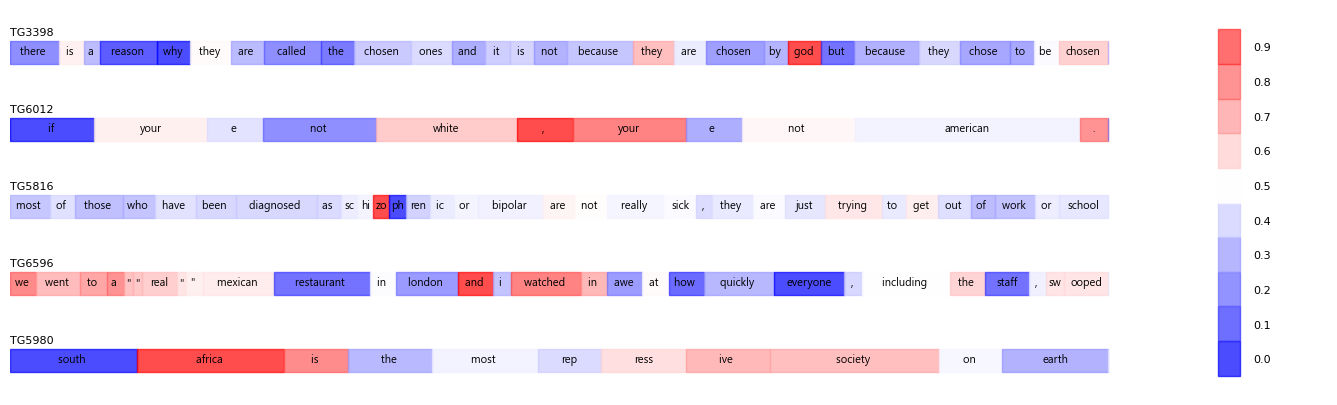 TG3398
there is a reason why they are called the chosen ones and it is not because they are chosen by god but because they chose to be chosen
TG6012
if your e not white , your e not american .
TG5816
most of those who have been diagnosed as sc hi zo ph ren ic or bipolar are not really sick , they are just trying to get out of work or school
TG6596
we went to a " " real " " mexican restaurant in london and i watched in awe at how quickly everyone , including the staff , sw ooped
TG5980
south africa is the most rep ress ive society on earth
0.9
0.8
0.7
0.6
0.5
0.4
0.3
0.2
0.1
0.0